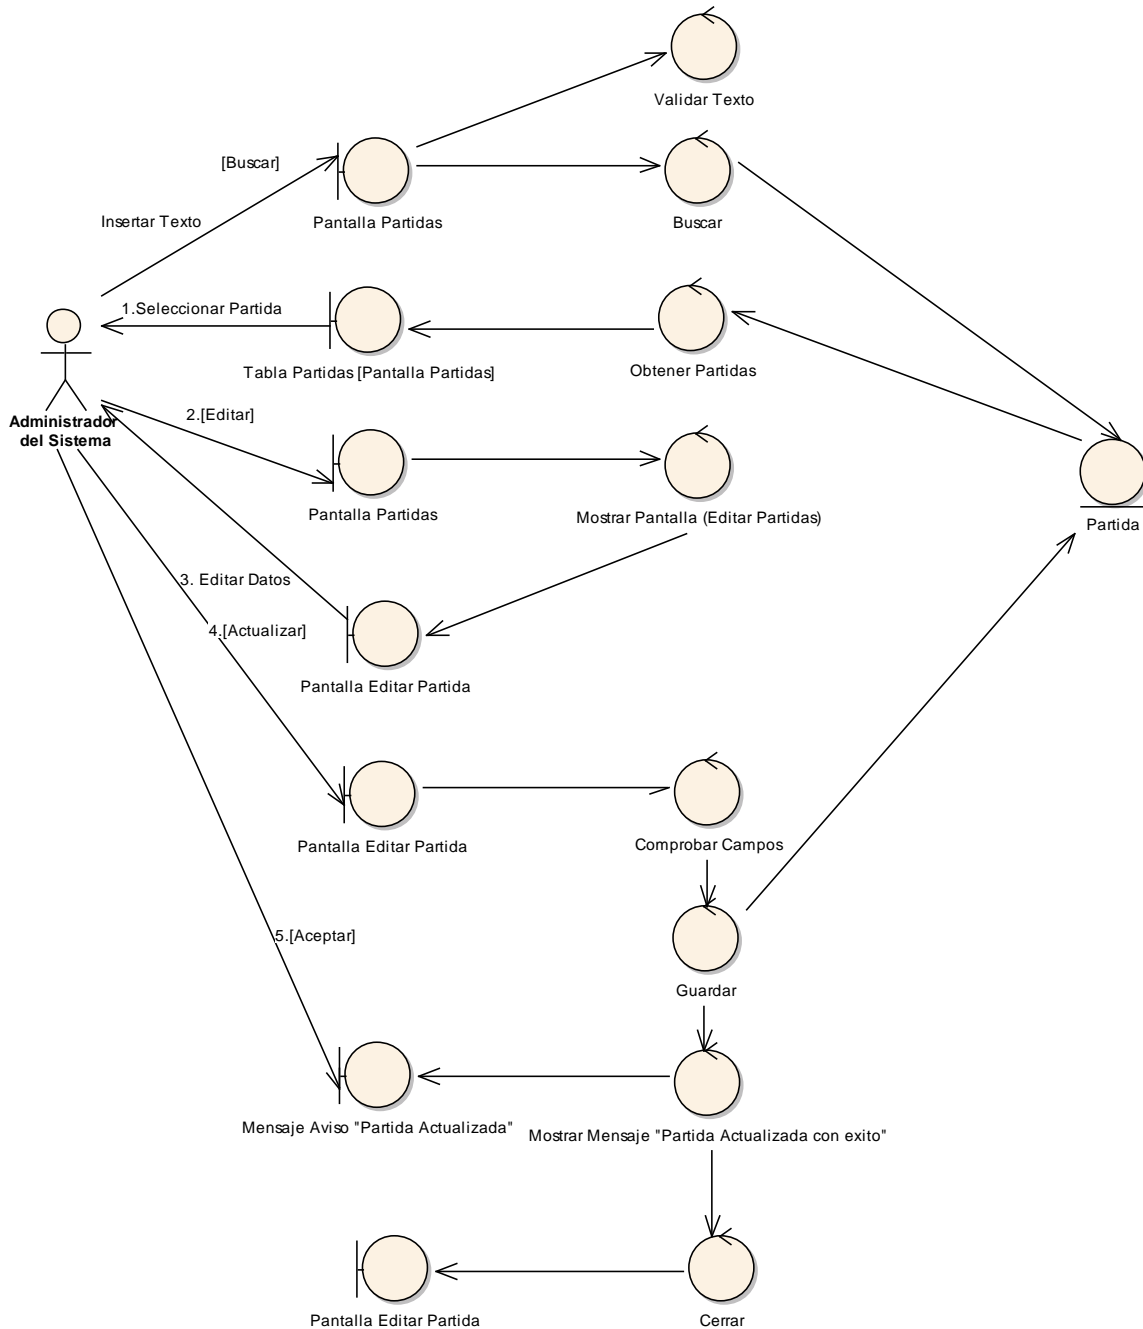 Validar Texto
[Buscar]
Insertar Texto
Pantalla Partidas
Buscar
1.Seleccionar Partida
Tabla Partidas [Pantalla Partidas]
Obtener Partidas
Administrador
del Sistema
2.[Editar]
Pantalla Partidas
Mostrar Pantalla (Editar Partidas)
Partida
3. Editar Datos
4.[Actualizar]
Pantalla Editar Partida
Pantalla Editar Partida
Comprobar Campos
5.[Aceptar]
Guardar
Mensaje Aviso "Partida Actualizada"
Mostrar Mensaje "Partida Actualizada con exito"
Pantalla Editar Partida
Cerrar